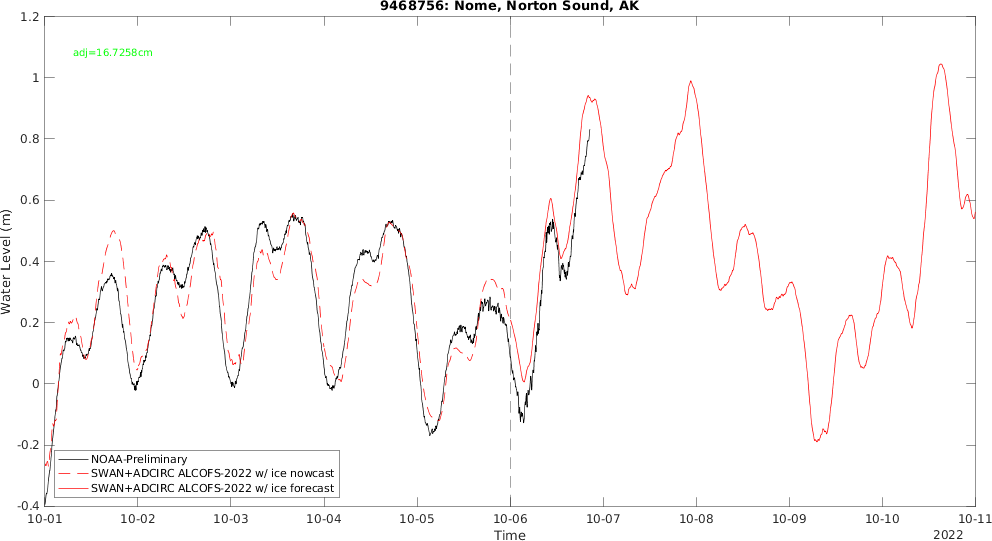 9468756: Nome, Norton Sound, AK
1.2
adj=16.7258cm
1
0.8
0.6
0.4
0.2
0
-0.2
-0.4
Water Level (m)
NOAA-Preliminary
SWAN+ADCIRC ALCOFS-2022 w/ ice nowcast
SWAN+ADCIRC ALCOFS-2022 w/ ice forecast
10-01 10-02 10-03 10-04 10-05 10-06 10-07 10-08 10-09 10-10 10-11
Time
2022